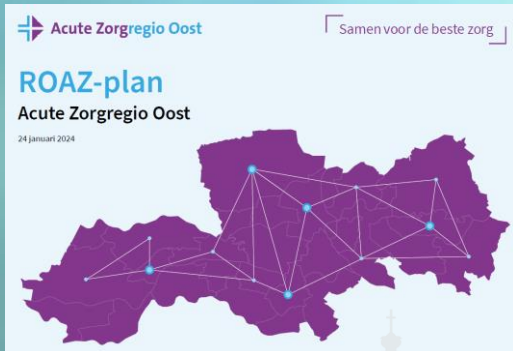 Acute Zorgregio Oost
Samen voor de beste zorg
ROAZ-plan
Acute Zorgregio Oost
24 januari 2024